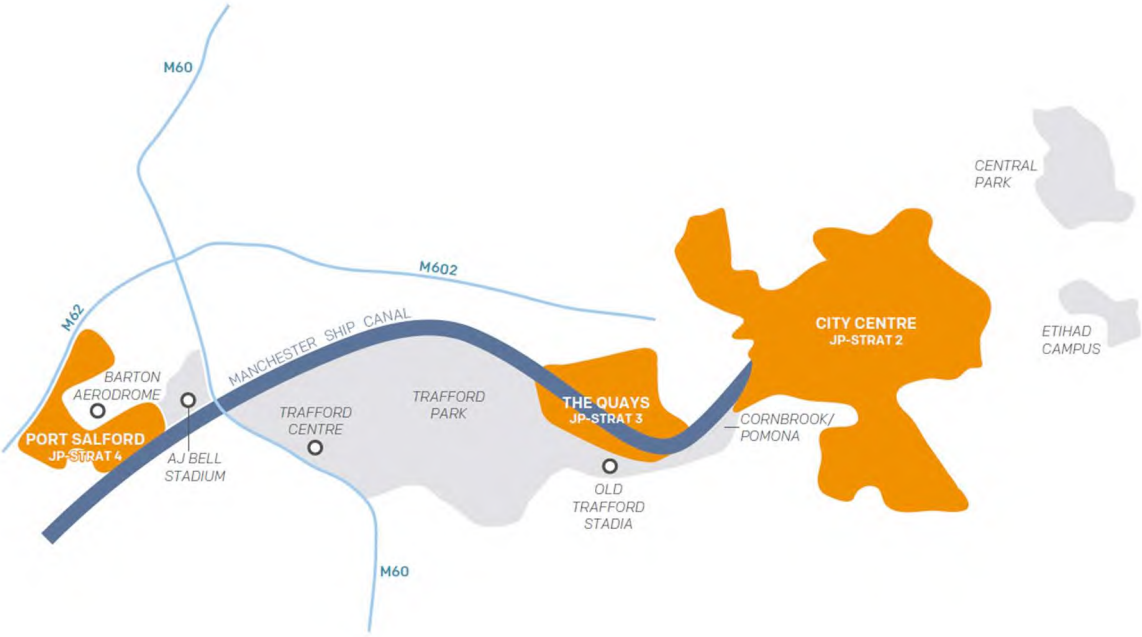 M60
CENTRAL
PARK
M602
M62
MANCHESTER SHIP CANAL
CITY CENTRE
JP-STRAT 2
ETIHAD
CAMPUS
BARTON
AERODROME
TRAFFORD
PARK
THE QUAYS
JP-STRAT 3
TRAFFORD
CENTRE
CORNBROOK/
POMONA
PORT SALFORD
JP-STRAT 4
AJ BELL
STADIUM
OLD
TRAFFORD
STADIA
M60